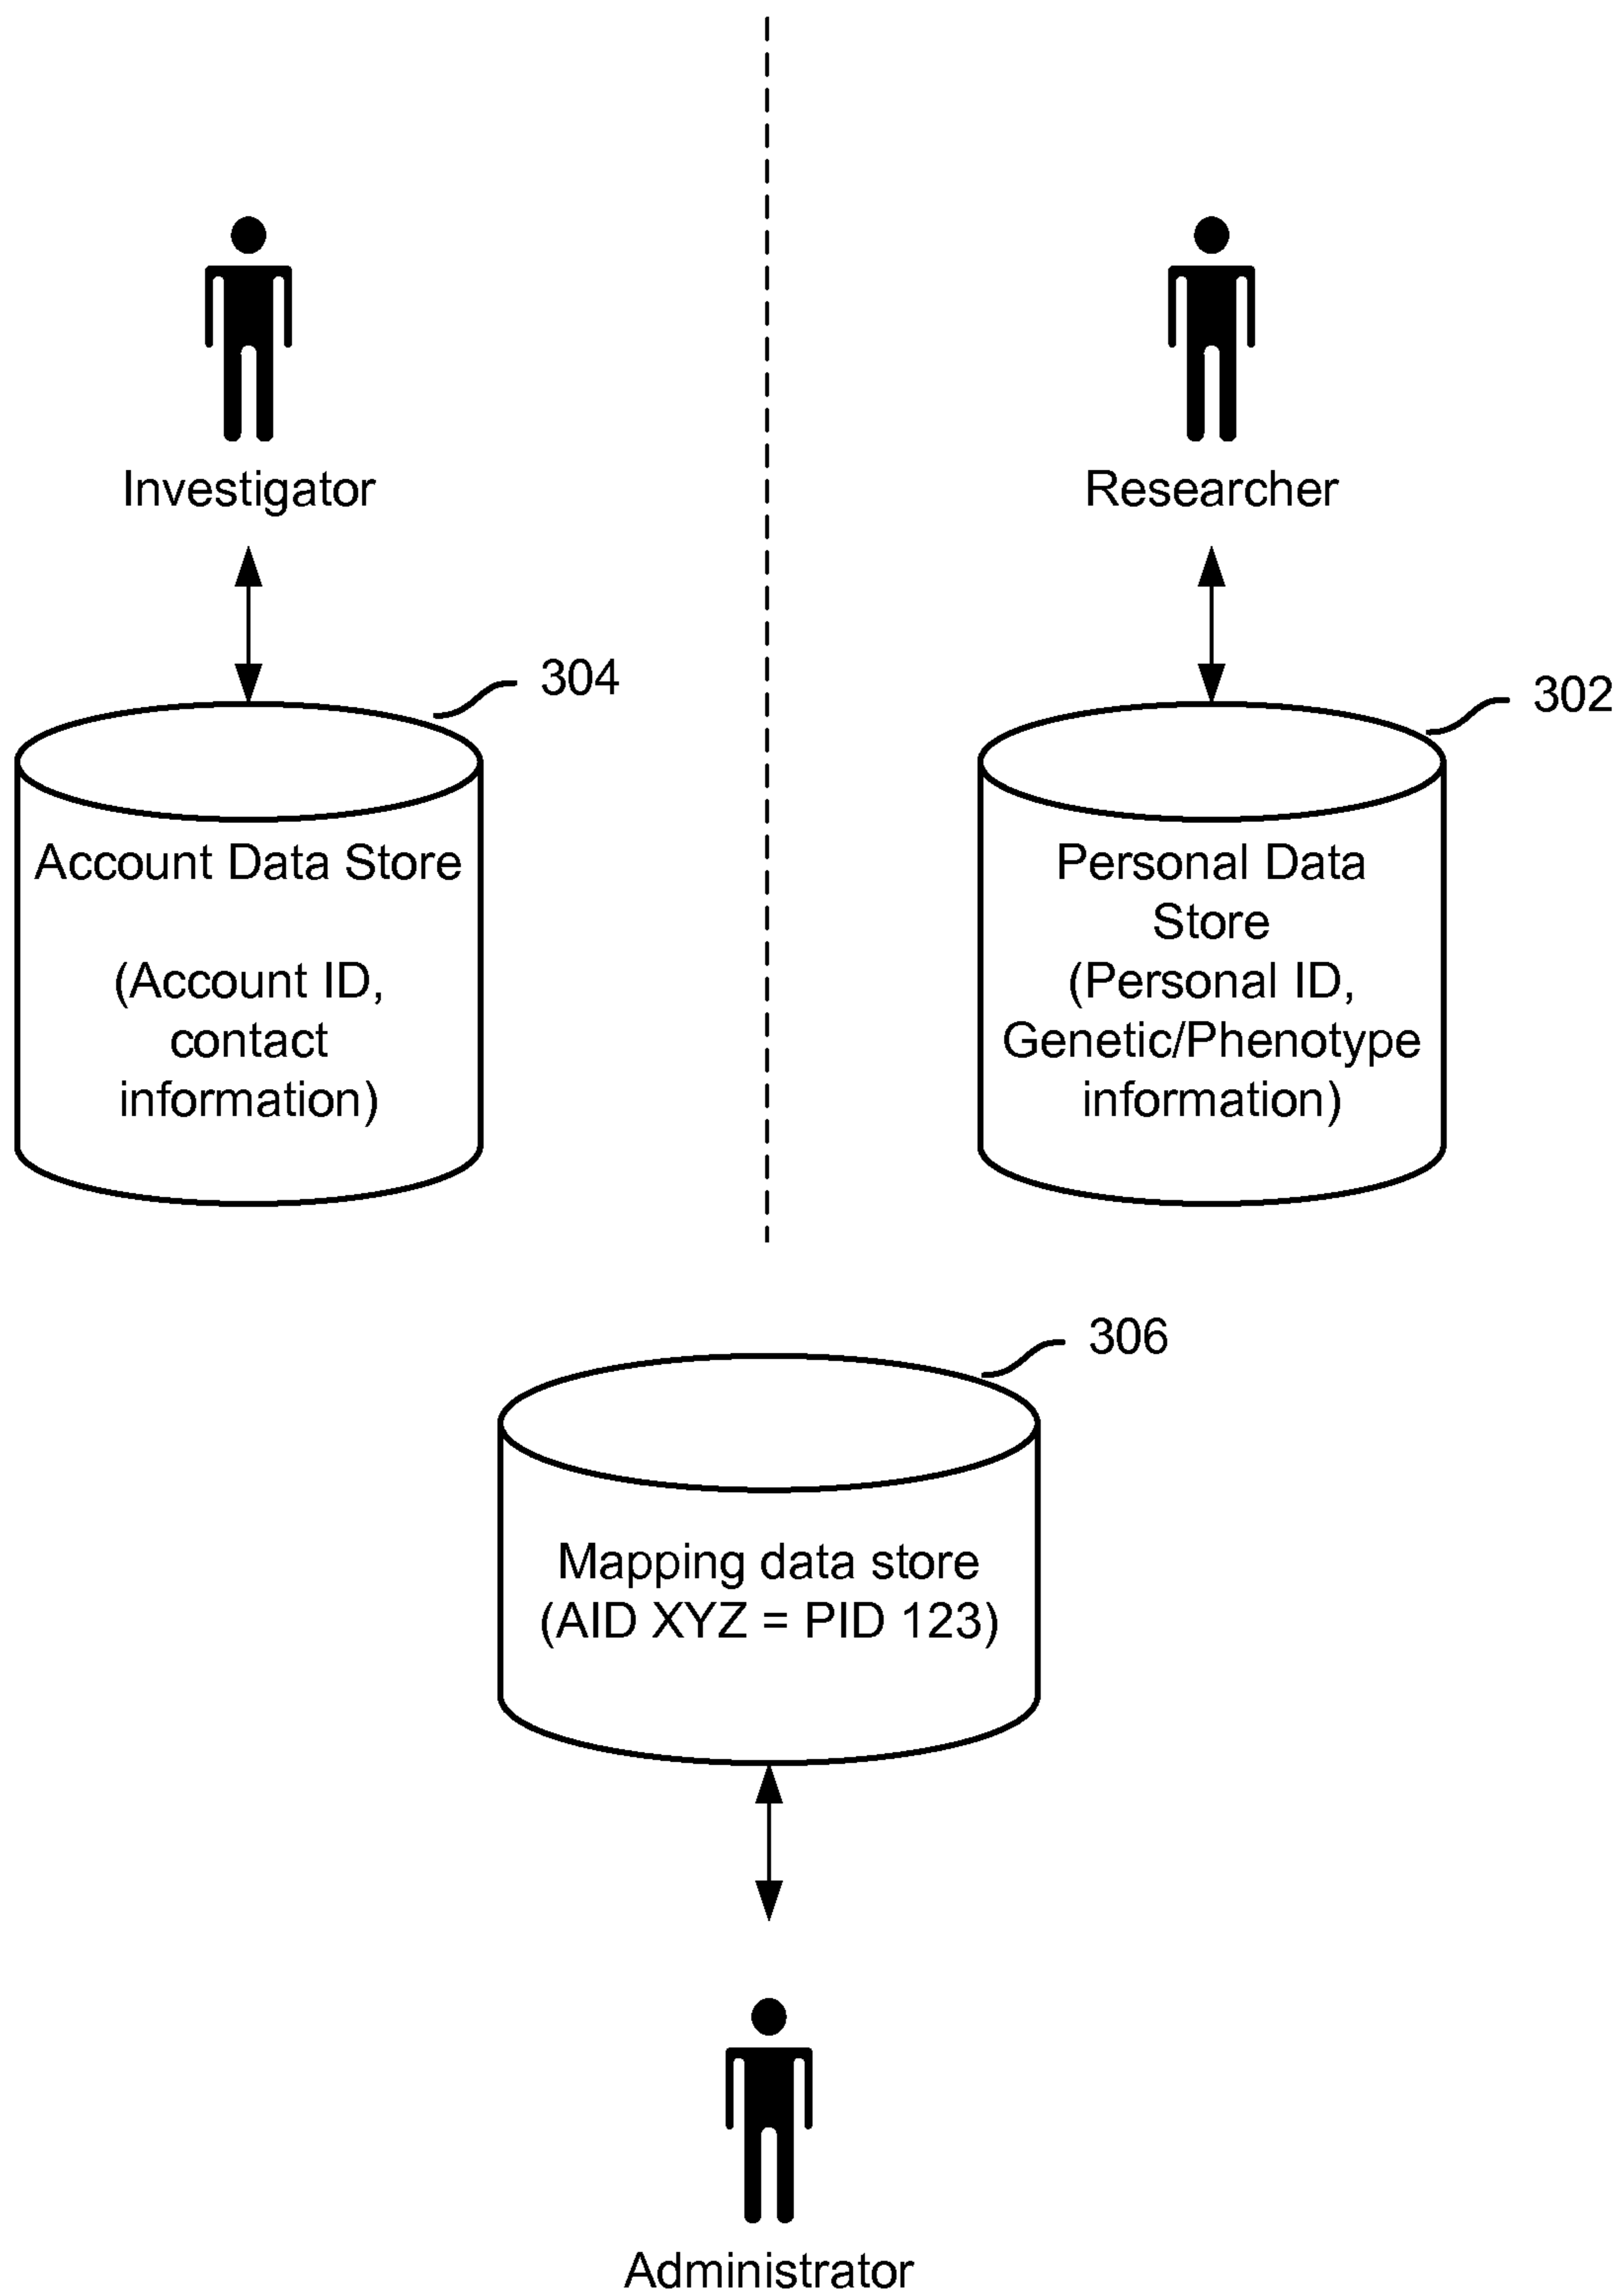 Investigator
Researcher
304
302
Account Data Store
(Account ID,
contact
information)
Personal Data
Store
(Personal ID,
Genetic/Phenotype
information)
306
Mapping data store
(AID XYZ = PID 123)
Administrator